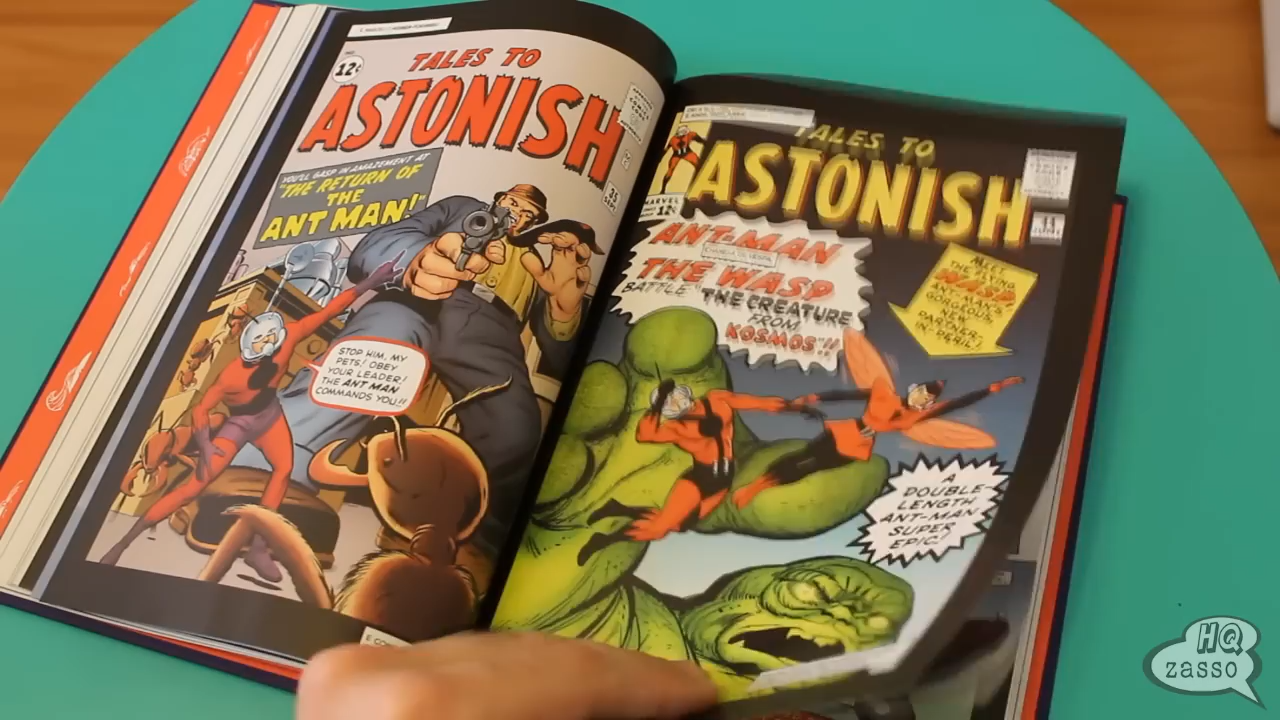 12¢
TALES TO
ASTONISH
35
YOU'LL GASP IN AMAZEMENT AT
"THE RETURN OF
THE
ANT MAN!"
STOP HIM, MY
PETS! OBEY
YOUR LEADER!
THE ANT MAN
COMMANDS YOU!!
TALES TO
ASTONISH
MARVEL
12¢
44
ANT-MAN
THE WASP
BATTLE "THE CREATURE
FROM
KOSMOS"!!
MEET
THE FLYING
WASP,
ANT-MAN'S
GORGEOUS
NEW
PARTNER-
IN-PERIL!
A
DOUBLE-
LENGTH
ANT-MAN
SUPER
EPIC!
HQ
zasso